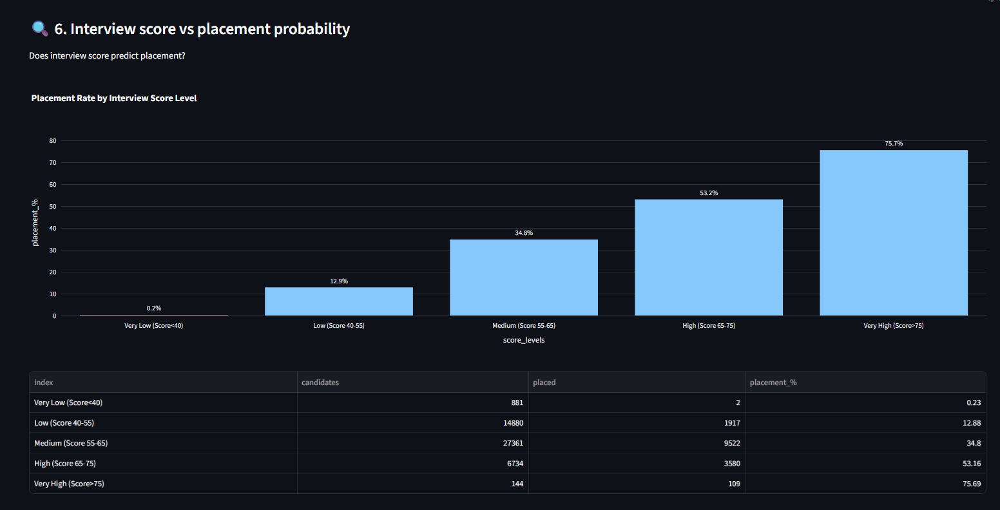 6. Interview score vs placement probability
Does interview score predict placement?
Placement Rate by Interview Score Level
80
70
60
50
40
30
20
10
0
placement_%
0.2%
12.9%
34.8%
53.2%
75.7%
Very Low (Score<40) Low (Score 40-55) Medium (Score 55-65) High (Score 65-75) Very High (Score>75)
score_levels
index candidates placed placement_%
Very Low (Score<40) 881 2 0.23
Low (Score 40-55) 14880 1917 12.88
Medium (Score 55-65) 27361 9522 34.8
High (Score 65-75) 6734 3580 53.16
Very High (Score>75) 144 109 75.69